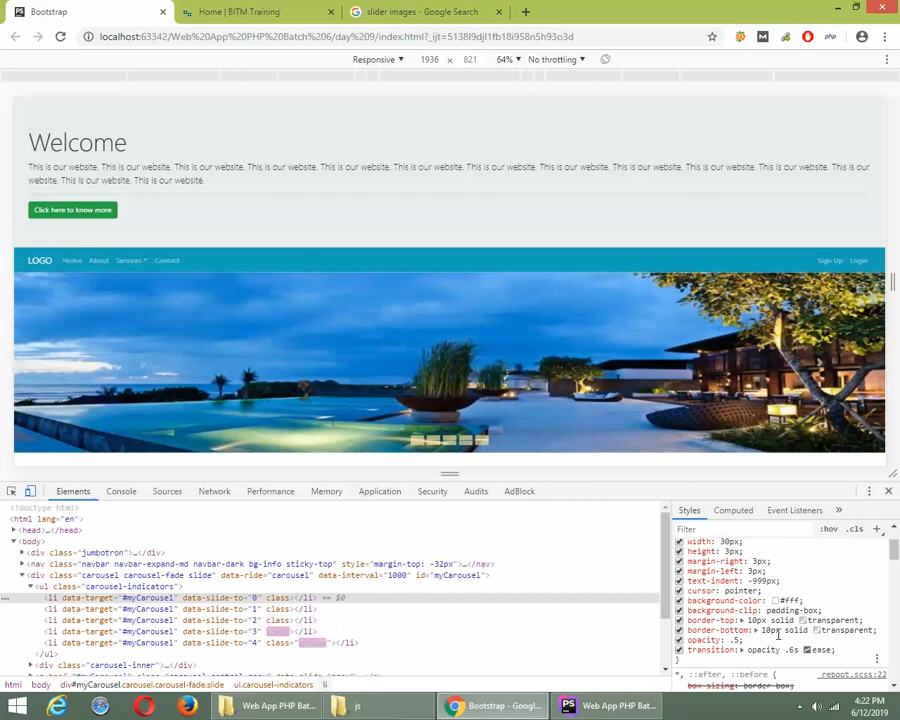 Bootstrap
Home | BITM Training
slider images - Google Search
localhost:63342/Web%20App%20PHP%20Batch%206/day%209/index.html?_ijt=5138l9djl1fb18i958n5h93o3d
php
Responsive 1936 x 821 64% No throttling
Welcome
This is our website. This is our website. This is our website. This is our website. This is our website. This is our website. This is our website. This is our website. This is our website. This is our website. This is our website. This is our
website. This is our website. This is our website.
Click here to know more
LOGO Home About Services Contact Sign Up Login
Elements Console Sources Network Performance Memory Application Security Audits AdBlock
<!doctype html>
<html lang="en">
<head>…</head>
<body>
<div class="jumbotron">…</div>
<nav class="navbar navbar-expand-md navbar-dark bg-info sticky-top" style="margin-top: -32px">…</nav>
<div class="carousel carousel-fade slide" data-ride="carousel" data-interval="1000" id="myCarousel">
<ul class="carousel-indicators">
… <li data-target="#myCarousel" data-slide-to="0" class></li> == $0
<li data-target="#myCarousel" data-slide-to="1" class></li>
<li data-target="#myCarousel" data-slide-to="2" class></li>
<li data-target="#myCarousel" data-slide-to="3" ></li>
<li data-target="#myCarousel" data-slide-to="4" class=" "></li>
</ul>
<div class="carousel-inner">…</div>
html body div#myCarousel.carousel.carousel-fade.slide ul.carousel-indicators li
Styles Computed Event Listeners »
Filter :hov .cls +
width: 30px;
height: 3px;
margin-right: 3px;
margin-left: 3px;
text-indent: -999px;
cursor: pointer;
background-color: #fff;
background-clip: padding-box;
border-top: 10px solid transparent;
border-bottom: 10px solid transparent;
opacity: .5;
transition: opacity .6s ease;
}
*, ::after, ::before { _reboot.scss:22
box-sizing: border-box;
Web App PHP Bat...
js
Bootstrap - Googl...
Web App PHP Bat...
4:22 PM
6/12/2019